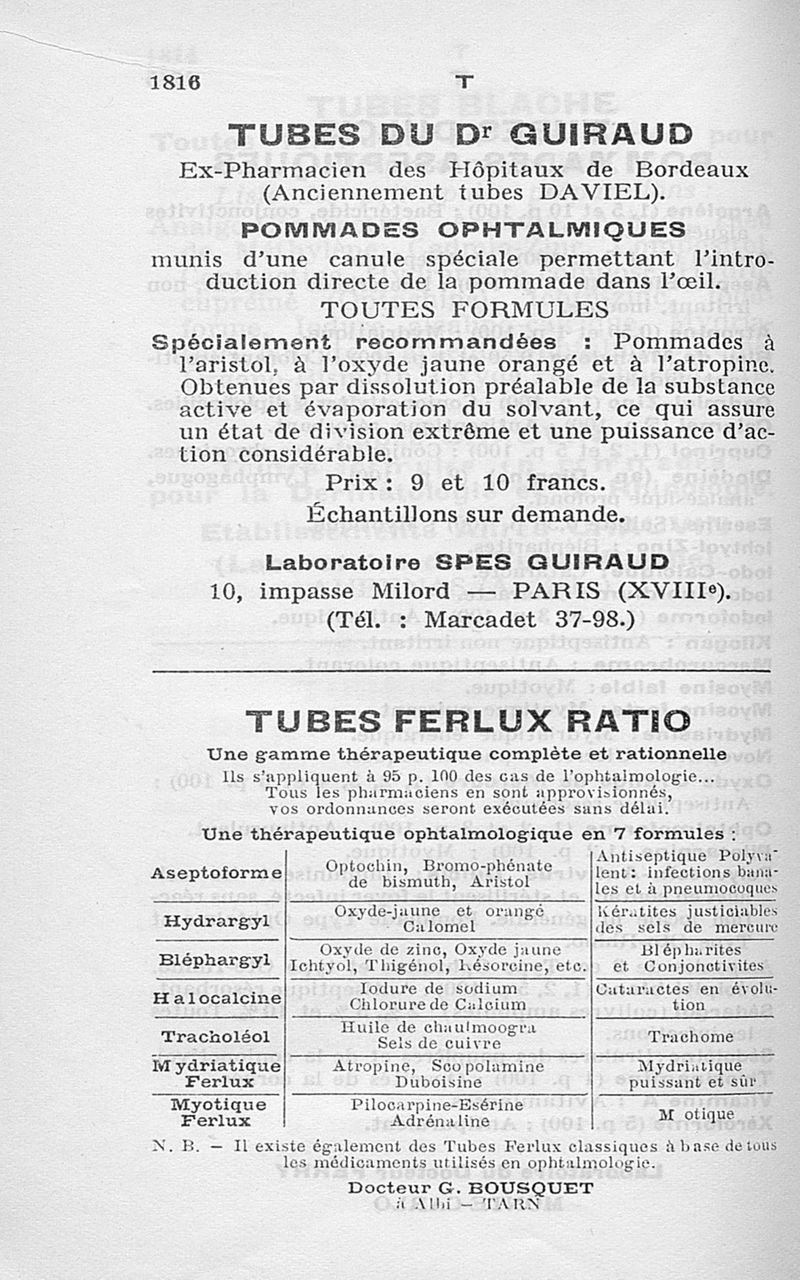 1816 T
TUBES DU Dr GUIRAUD
Ex-Pharmacien des Hôpitaux de Bordeaux
(Anciennement tubes DAVIEL).
POMMADES OPHTALMIQUES
munis d'une canule spéciale permettant l'intro-
duction directe de la pommade dans l'œil.
TOUTES FORMULES
Spécialement recommandées : Pommades à
l'aristol, à l'oxyde jaune orangé et à l'atropine.
Obtenues par dissolution préalable de la substance
active et évaporation du solvant, ce qui assure
un état de division extrême et une puissance d'ac-
tion considérable.
Prix : 9 et 10 francs.
Échantillons sur demande.
Laboratoire SPES GUIRAUD
10, impasse Milord — PARIS (XVIIIe).
(Tél. : Marcadet 37-98.)
TUBES FERLUX RATIO
Une gamme thérapeutique complète et rationnelle
Ils s'appliquent à 95 p. 100 des cas de l'ophtalmologie...
Tous les pharmaciens en sont approvisionnés,
vos ordonnances seront exécutées sans délai.
Une thérapeutique ophtalmologique en 7 formules :
Aseptoforme
Optochin, Bromo-phénate
de bismuth, Aristol
Antiseptique Polyva-
lent : infections bana-
les et à pneumocoques
Hydrargyl
Oxyde-jaune et orangé
Calomel
Kératites justiciables
des sels de mercure
Bléphargyl
Oxyde de zinc, Oxyde jaune
Ichtyol, Thigénol, Résorcine, etc.
Blépharites
et Conjonctivites
Halocalcine
Iodure de sodium
Chlorure de Calcium
Cataractes en évolu-
tion
Tracholéol
Huile de chaulmoogra
Sels de cuivre
Trachome
Mydriatique
Ferlux
Atropine, Scopolamine
Duboisine
Mydriatique
puissant et sûr
Myotique
Ferlux
Pilocarpine-Esérine
Adrénaline
M otique
N. B. — Il existe également des Tubes Ferlux classiques à base de tous
les médicaments utilisés en ophtalmologie.
Docteur G. BOUSQUET
à Albi — TARN